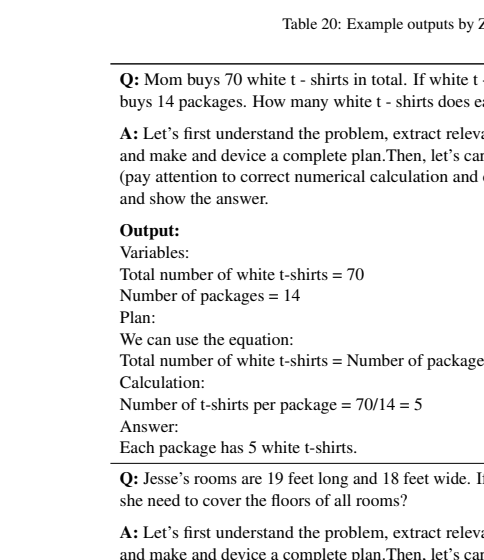 Table 20: Example outputs by
Q: Mom buys 70 white t - shirts in total. If white t
buys 14 packages. How many white t - shirts does
A: Let's first understand the problem, extract
and make and device a complete plan.Then, let's
(pay attention to correct numerical calculation and
and show the answer.
Output:
Variables:
Total number of white t-shirts = 70
Number of packages = 14
Plan:
We can use the equation:
Total number of white t-shirts = Number of package
Calculation:
Number of t-shirts per package = 70/14 = 5
Answer:
Each package has 5 white t-shirts.
Q: Jesse's rooms are 19 feet long and 18 feet wide.
she need to cover the floors of all rooms?
A: Let's first understand the problem, extract
and make and device a complete plan.Then, let's